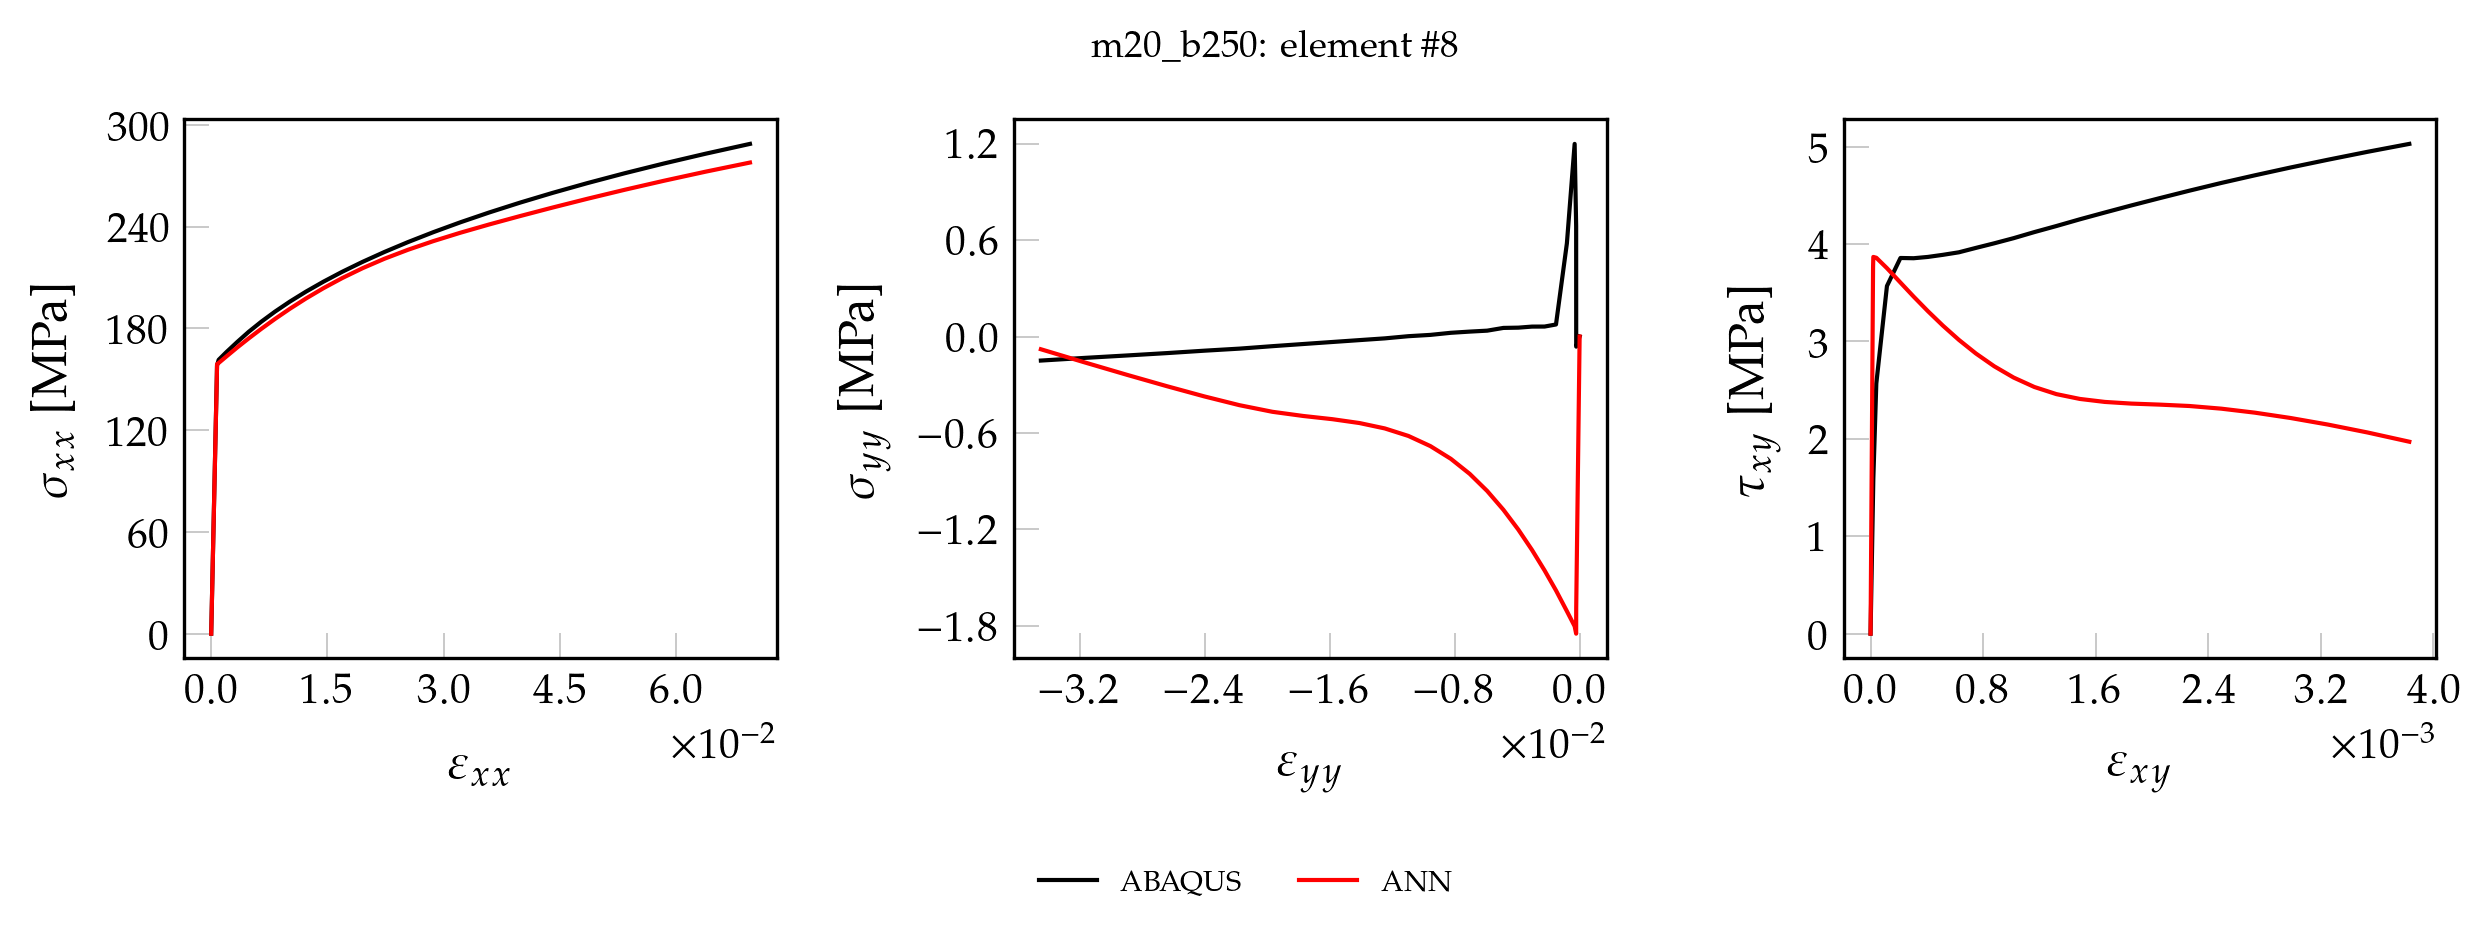 m20_b250: element #8
300
240
180
120
60
0
σxx [MPa]
0.0 1.5 3.0 4.5 6.0
×10−2
εxx
1.2
0.6
0.0
−0.6
−1.2
−1.8
σyy [MPa]
−3.2 −2.4 −1.6 −0.8 0.0
×10−2
εyy
5
4
3
2
1
0
τxy [MPa]
0.0 0.8 1.6 2.4 3.2 4.0
×10−3
εxy
ABAQUS ANN